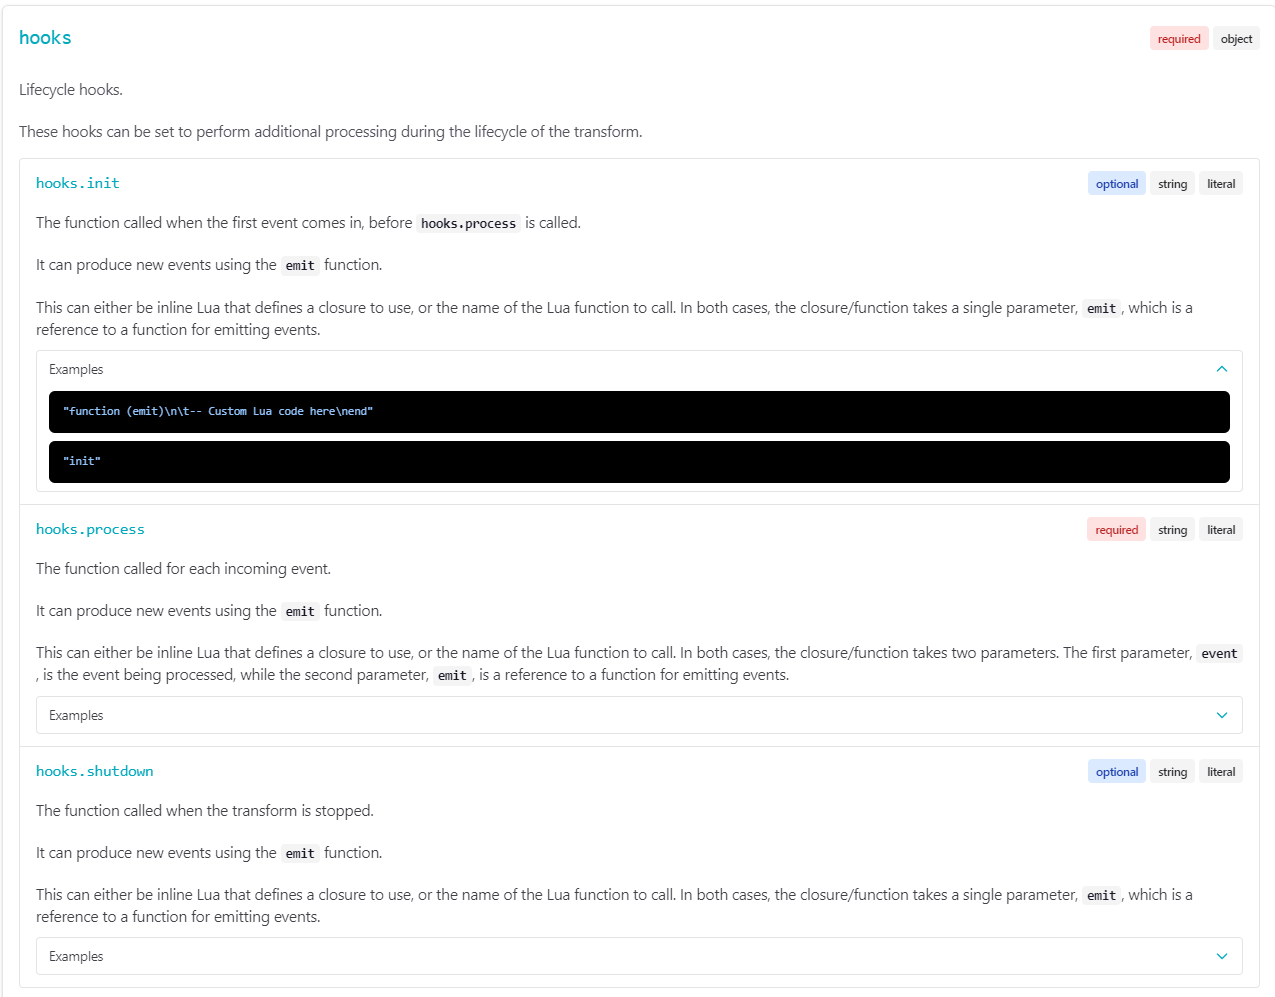 hooks required object
Lifecycle hooks.
These hooks can be set to perform additional processing during the lifecycle of the transform.
hooks.init optional string literal
The function called when the first event comes in, before hooks.process is called.
It can produce new events using the emit function.
This can either be inline Lua that defines a closure to use, or the name of the Lua function to call. In both cases, the closure/function takes a single parameter, emit , which is a
reference to a function for emitting events.
Examples
"function (emit)\n\t-- Custom Lua code here\nend"
"init"
hooks.process required string literal
The function called for each incoming event.
It can produce new events using the emit function.
This can either be inline Lua that defines a closure to use, or the name of the Lua function to call. In both cases, the closure/function takes two parameters. The first parameter, event
, is the event being processed, while the second parameter, emit , is a reference to a function for emitting events.
Examples
hooks.shutdown optional string literal
The function called when the transform is stopped.
It can produce new events using the emit function.
This can either be inline Lua that defines a closure to use, or the name of the Lua function to call. In both cases, the closure/function takes a single parameter, emit , which is a
reference to a function for emitting events.
Examples